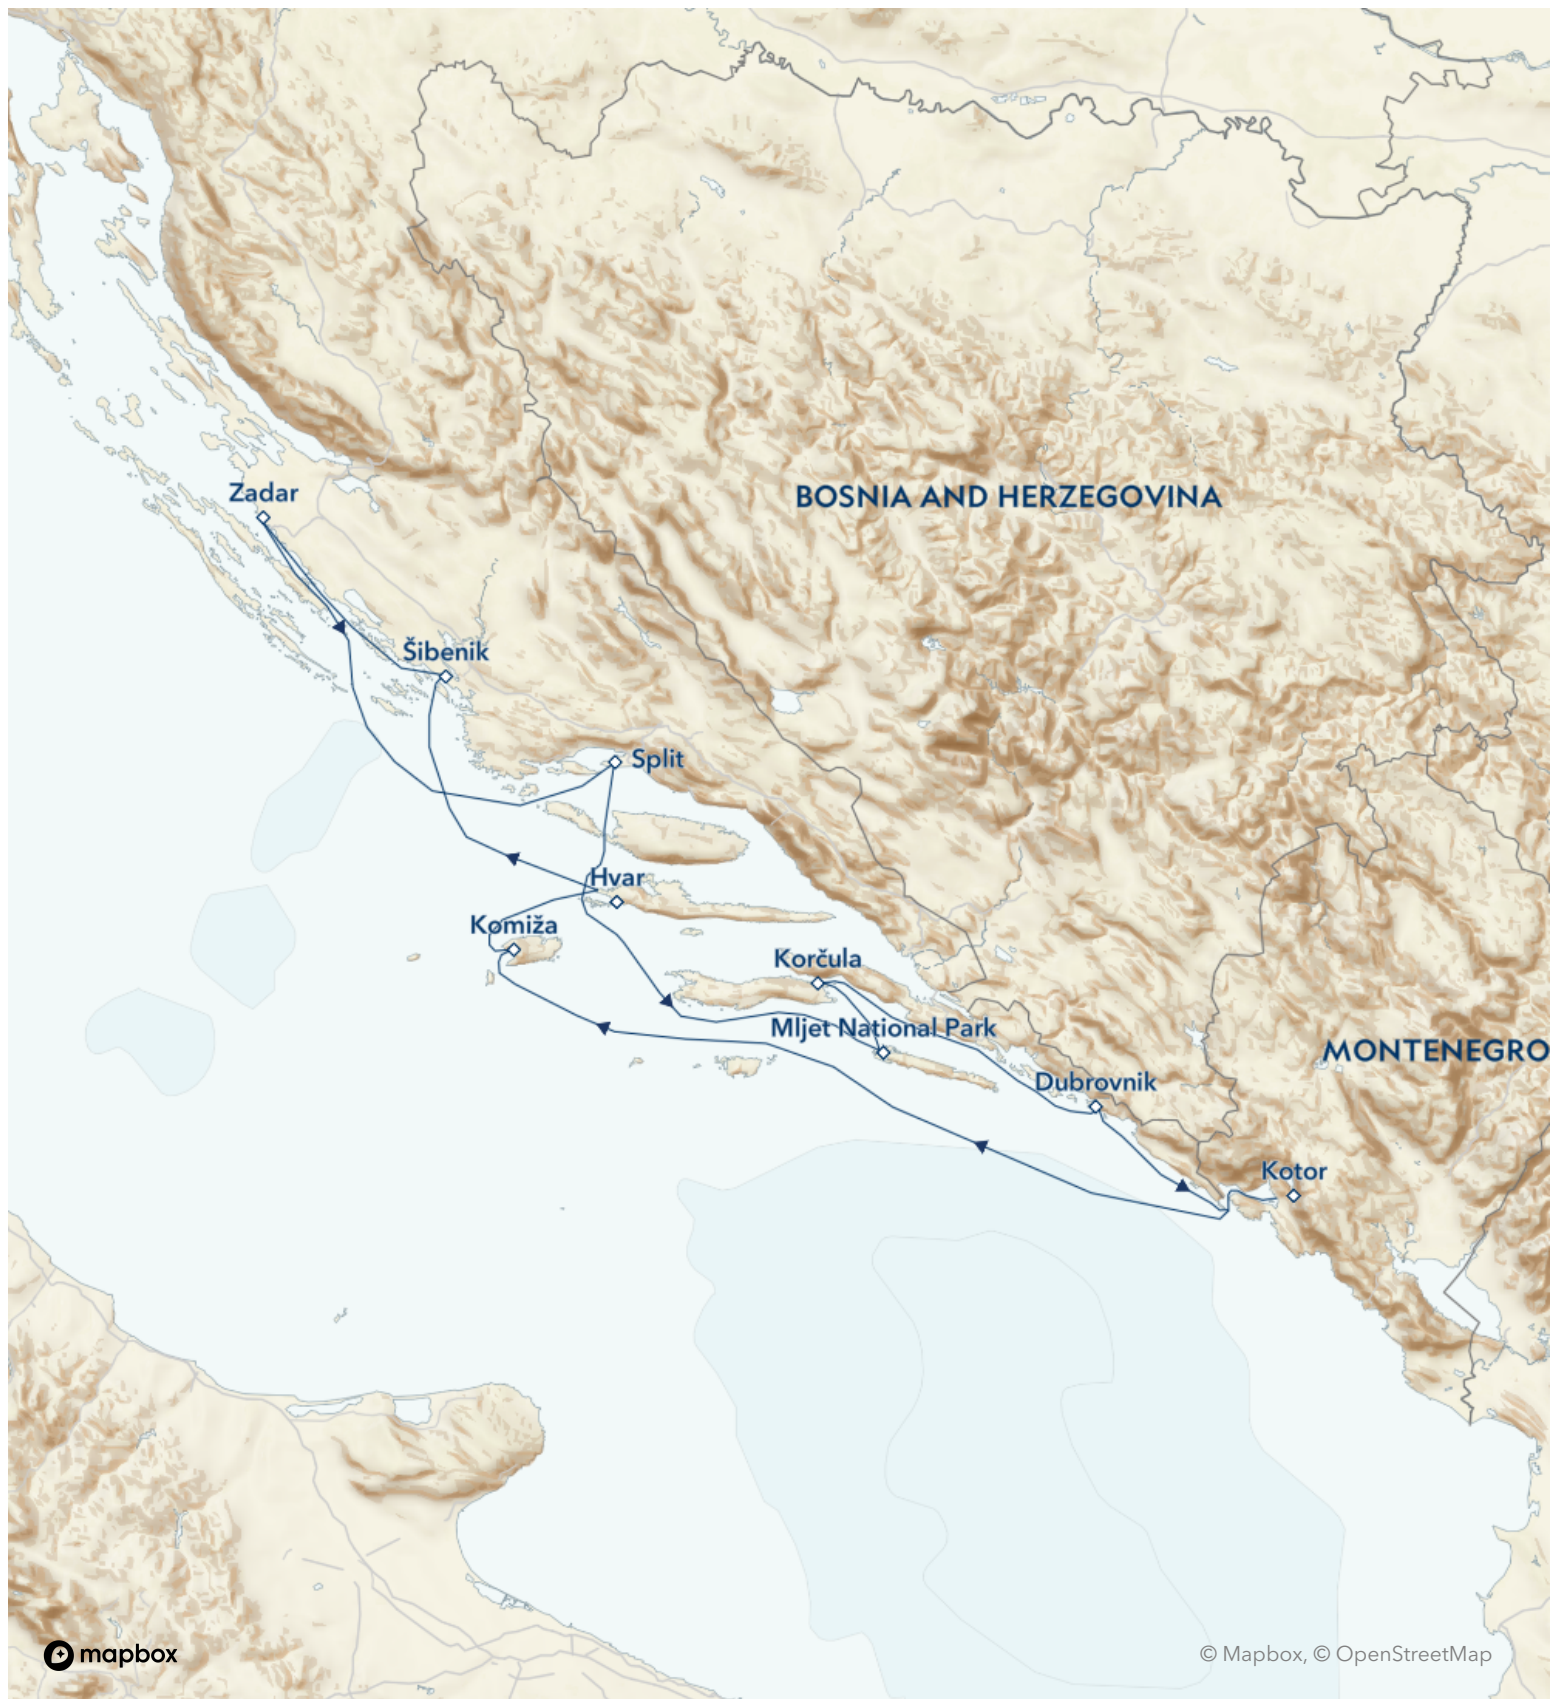 Zadar
BOSNIA AND HERZEGOVINA
Šibenik
Split
Hvar
Komiža
Korčula
Mljet National Park
MONTENEGRO
Dubrovnik
Kotor
mapbox
© Mapbox, © OpenStreetMap